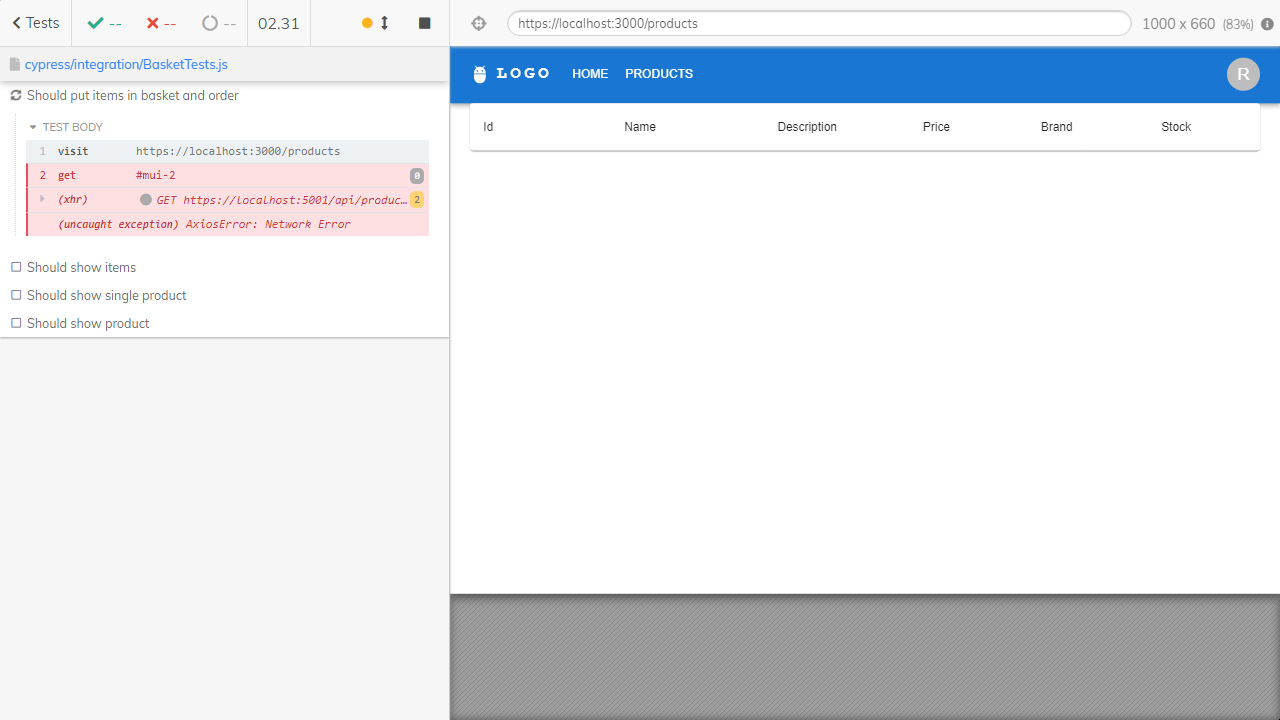 Tests -- -- -- 02.31
https://localhost:3000/products 1000 x 660 (83%)
cypress/integration/BasketTests.js
Should put items in basket and order
TEST BODY
1 visit https://localhost:3000/products
2 get #mui-2 0
(xhr) GET https://localhost:5001/api/produc... 2
(uncaught exception) AxiosError: Network Error
Should show items
Should show single product
Should show product
LOGO HOME PRODUCTS R
Id Name Description Price Brand Stock